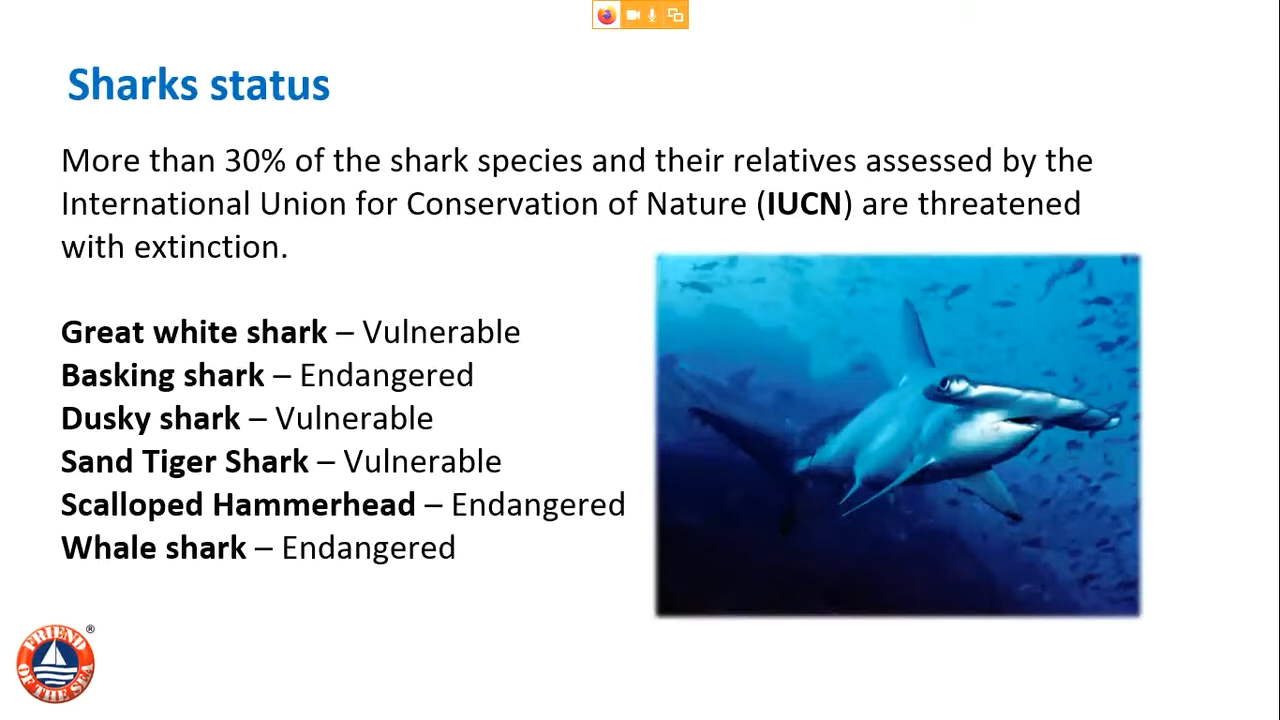 Sharks status
More than 30% of the shark species and their relatives assessed by the
International Union for Conservation of Nature (IUCN) are threatened
with extinction.
Great white shark – Vulnerable
Basking shark – Endangered
Dusky shark – Vulnerable
Sand Tiger Shark – Vulnerable
Scalloped Hammerhead – Endangered
Whale shark – Endangered
FRIEND
OF THE SEA
®